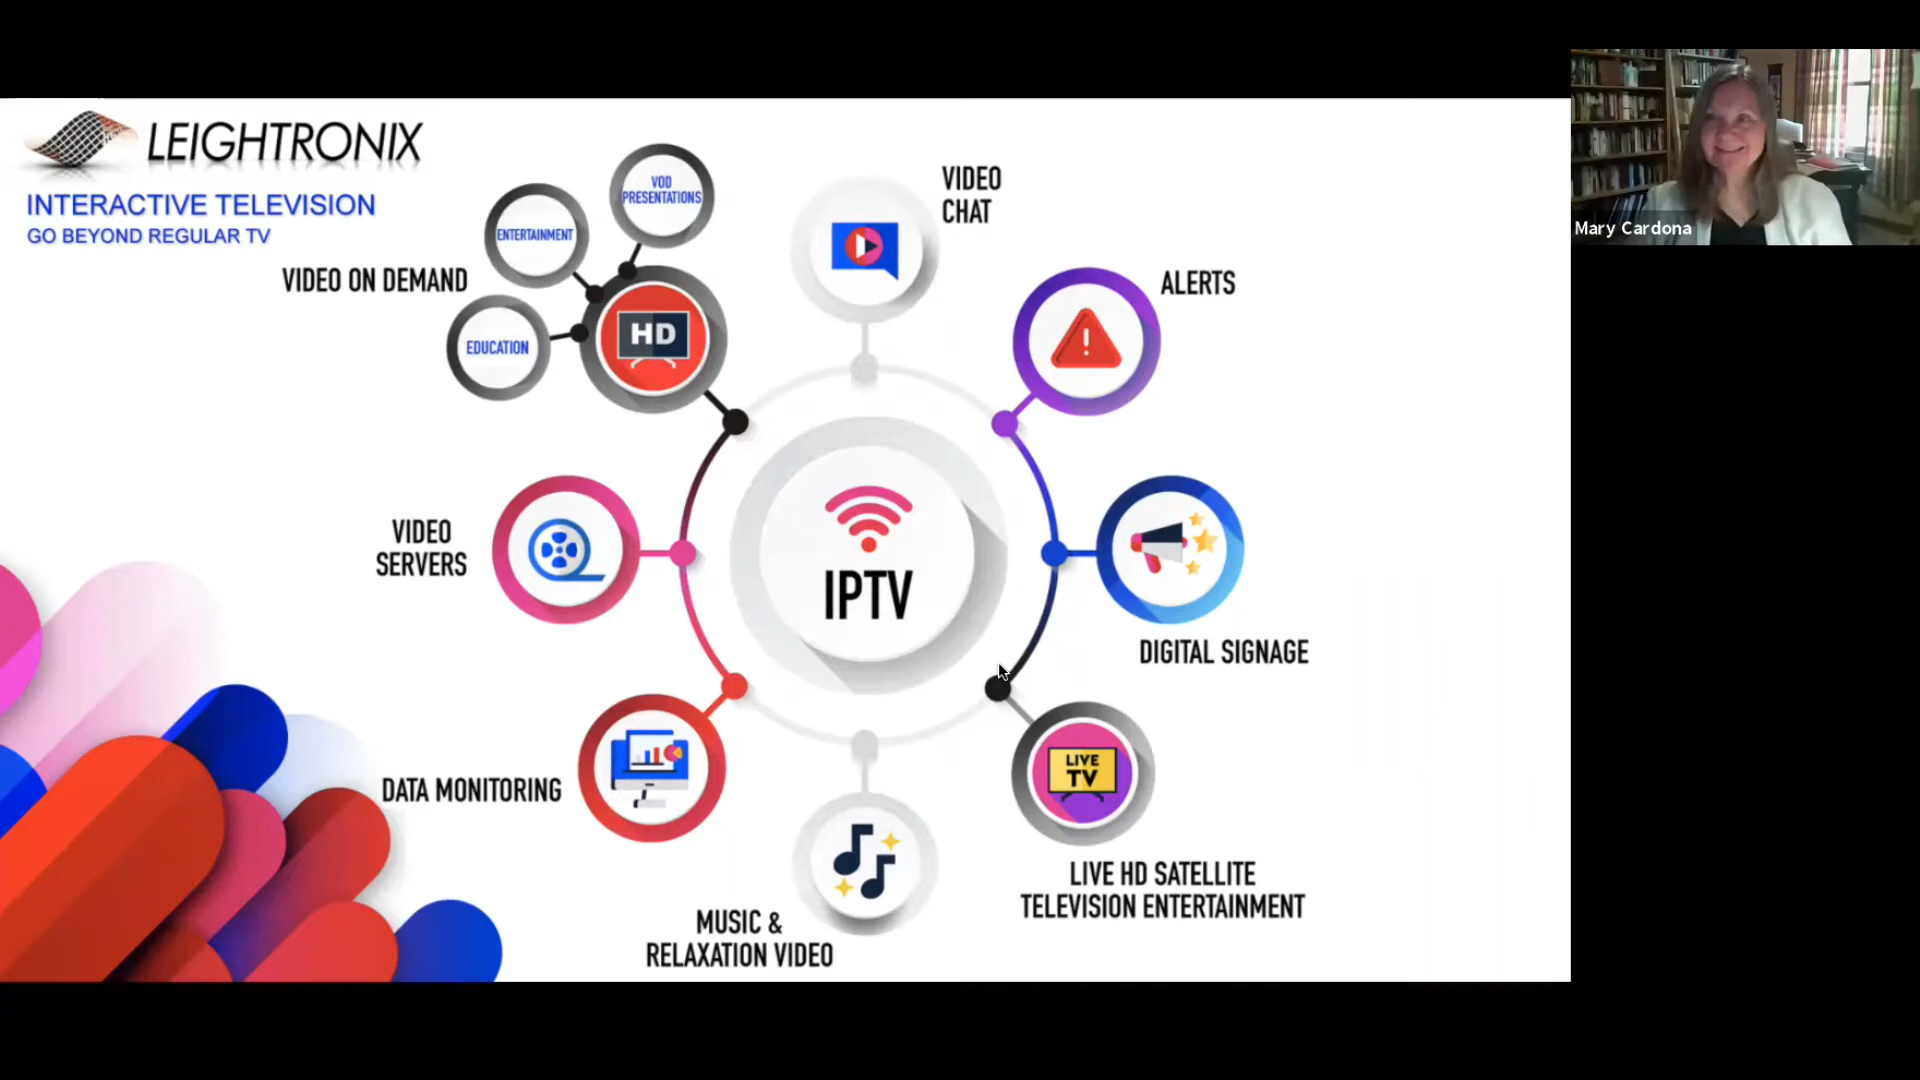 LEIGHTRONIX
INTERACTIVE TELEVISION
GO BEYOND REGULAR TV
VIDEO ON DEMAND
ENTERTAINMENT
VOD
PRESENTATIONS
EDUCATION
HD
VIDEO
CHAT
ALERTS
!
VIDEO
SERVERS
IPTV
DIGITAL SIGNAGE
DATA MONITORING
LIVE
TV
LIVE HD SATELLITE
TELEVISION ENTERTAINMENT
MUSIC &
RELAXATION VIDEO
Mary Cardona